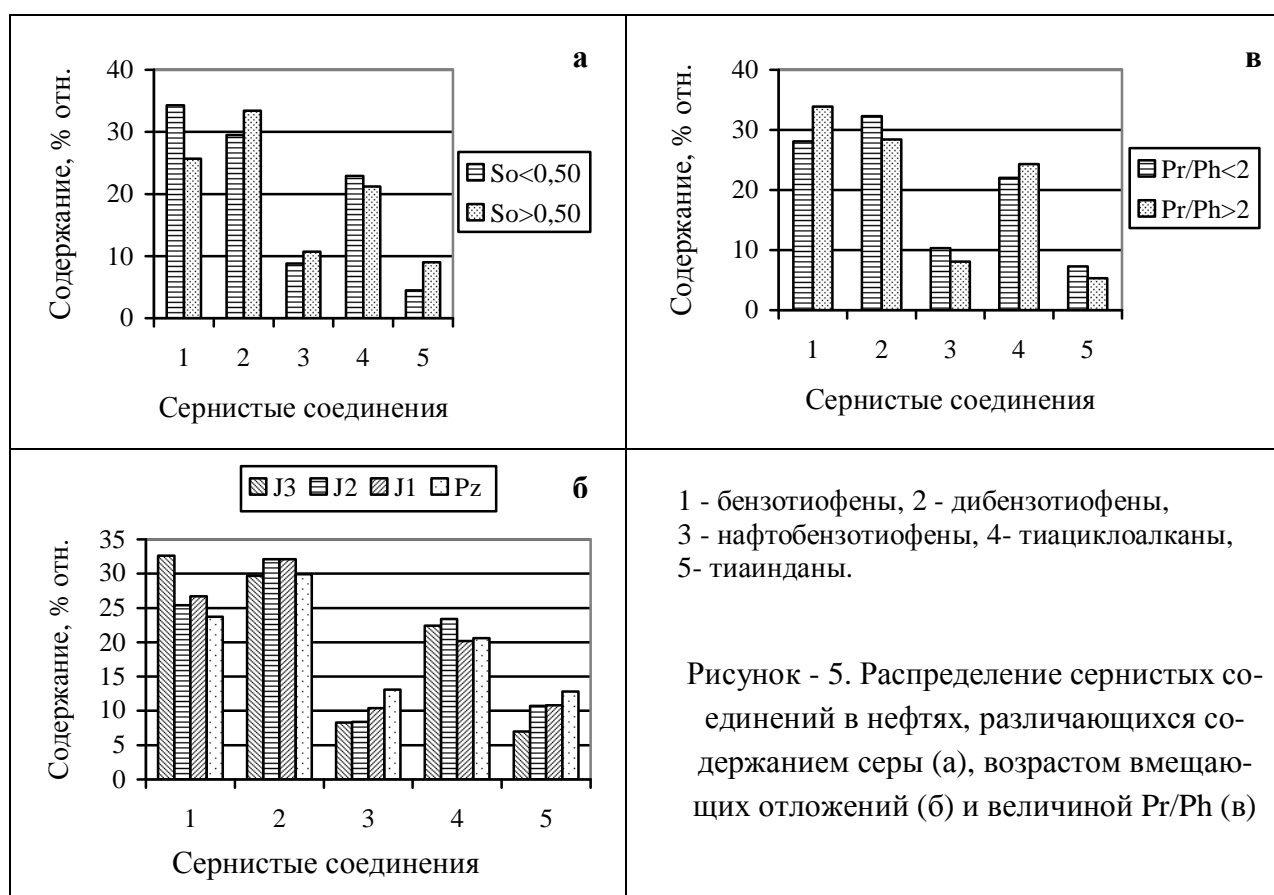 а
40
30
20
10
0
Содержание, % отн.
1 2 3 4 5
Сернистые соединения
So<0,50
So>0,50
в
40
30
20
10
0
Содержание, % отн.
1 2 3 4 5
Сернистые соединения
Pr/Ph<2
Pr/Ph>2
J3 J2 J1 Pz
б
35
30
25
20
15
10
5
0
Содержание, % отн.
1 2 3 4 5
Сернистые соединения
1 - бензотиофены, 2 - дибензотиофены,
3 - нафтобензотиофены, 4- тиациклоалканы,
5- тиаинданы.
Рисунок - 5. Распределение сернистых со-
единений в нефтях, различающихся со-
держанием серы (а), возрастом вмещаю-
щих отложений (б) и величиной Pr/Ph (в)